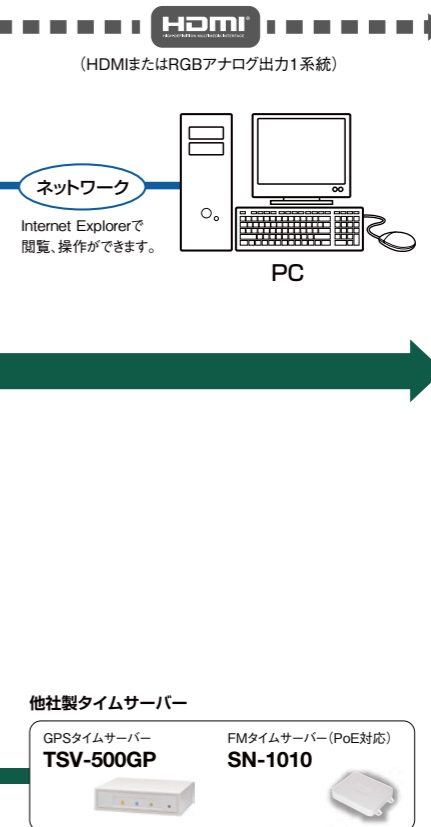 HDMI
HIGH-DEFINITION MULTIMEDIA INTERFACE
（HDMIまたはRGBアナログ出力1系統）
ネットワーク
Internet Explorerで
閲覧、操作ができます。
PC
他社製タイムサーバー
GPSタイムサーバー
TSV-500GP
FMタイムサーバー（PoE対応）
SN-1010